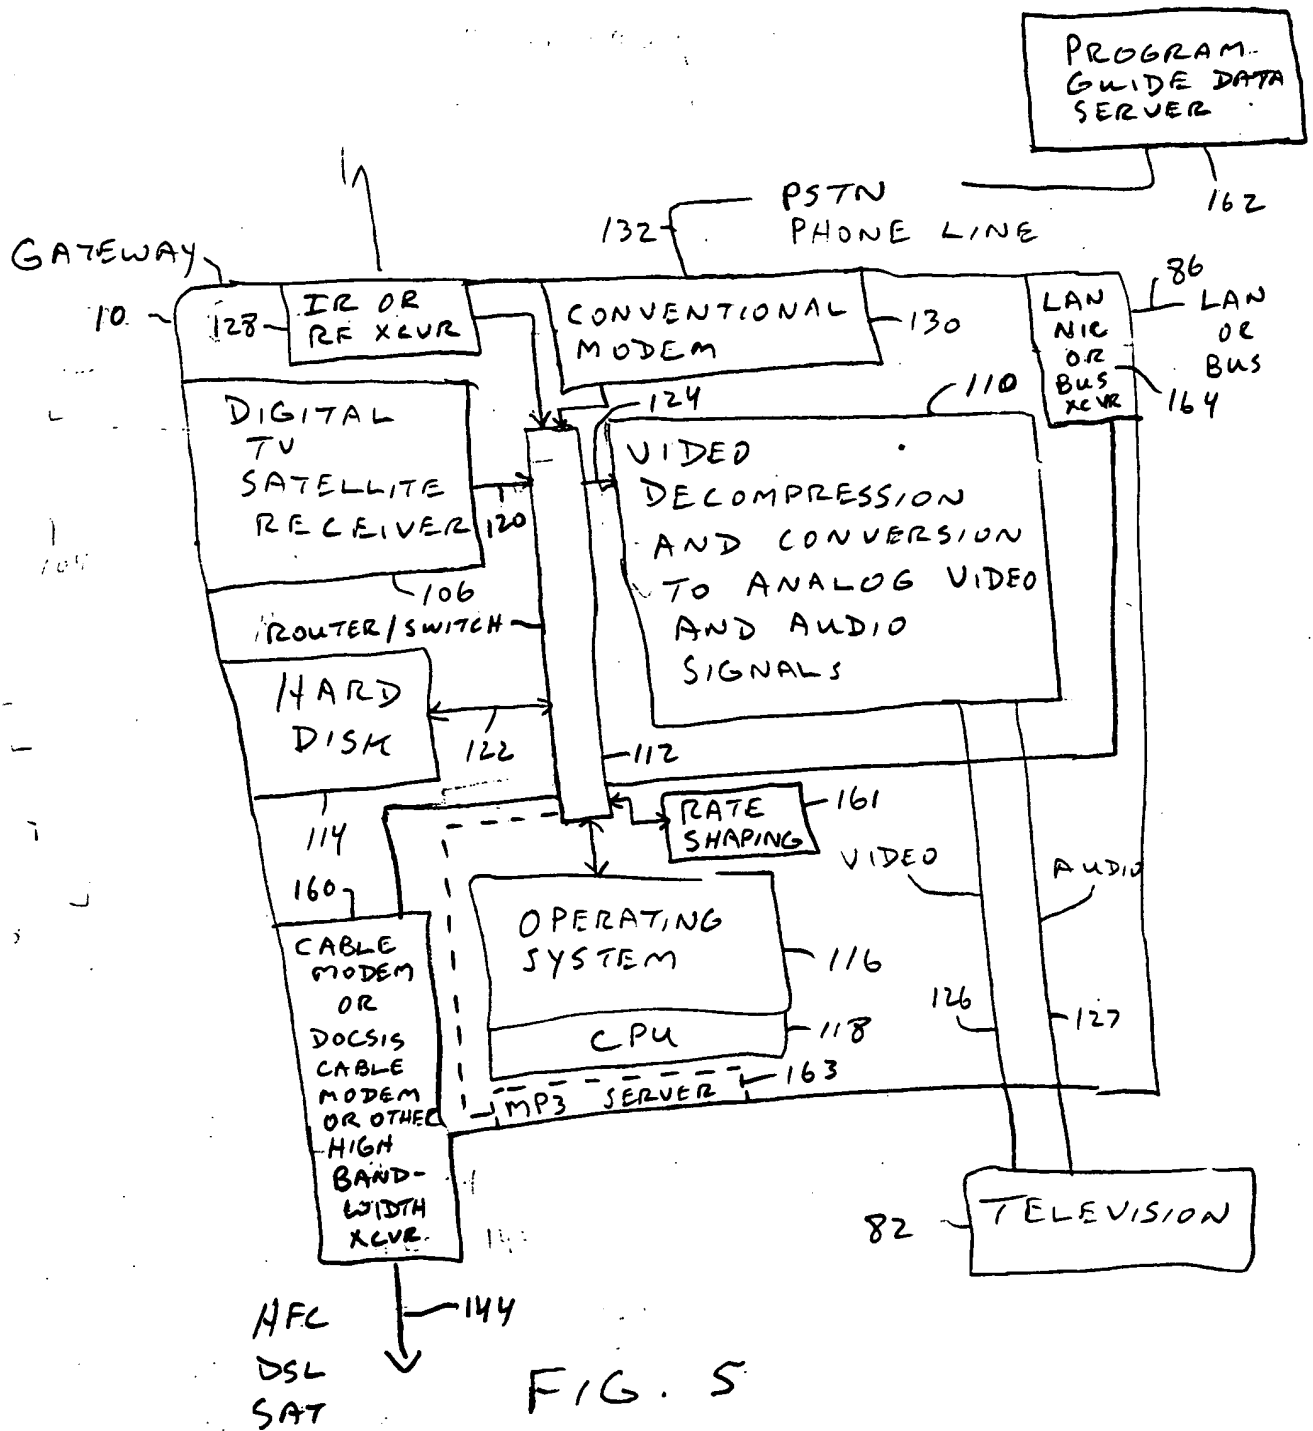 PROGRAM
GUIDE DATA
SERVER
162
PSTN
PHONE LINE
132
GATEWAY
10
128
IR OR
RF XCVR
CONVENTIONAL
MODEM
130
LAN
NIC
OR
BUS
XCVR
164
86
LAN
OR
BUS
DIGITAL
TV
SATELLITE
RECEIVER
120
106
124
110
VIDEO
DECOMPRESSION
AND CONVERSION
TO ANALOG VIDEO
AND AUDIO
SIGNALS
ROUTER/SWITCH
HARD
DISK
122
112
114
RATE
SHAPING
161
VIDEO
AUDIO
160
CABLE
MODEM
OR
DOCSIS
CABLE
MODEM
OR OTHER
HIGH
BAND-
WIDTH
XCVR.
OPERATING
SYSTEM
116
CPU
118
MP3 SERVER
163
126
127
82
TELEVISION
144
HFC
DSL
SAT
FIG. 5